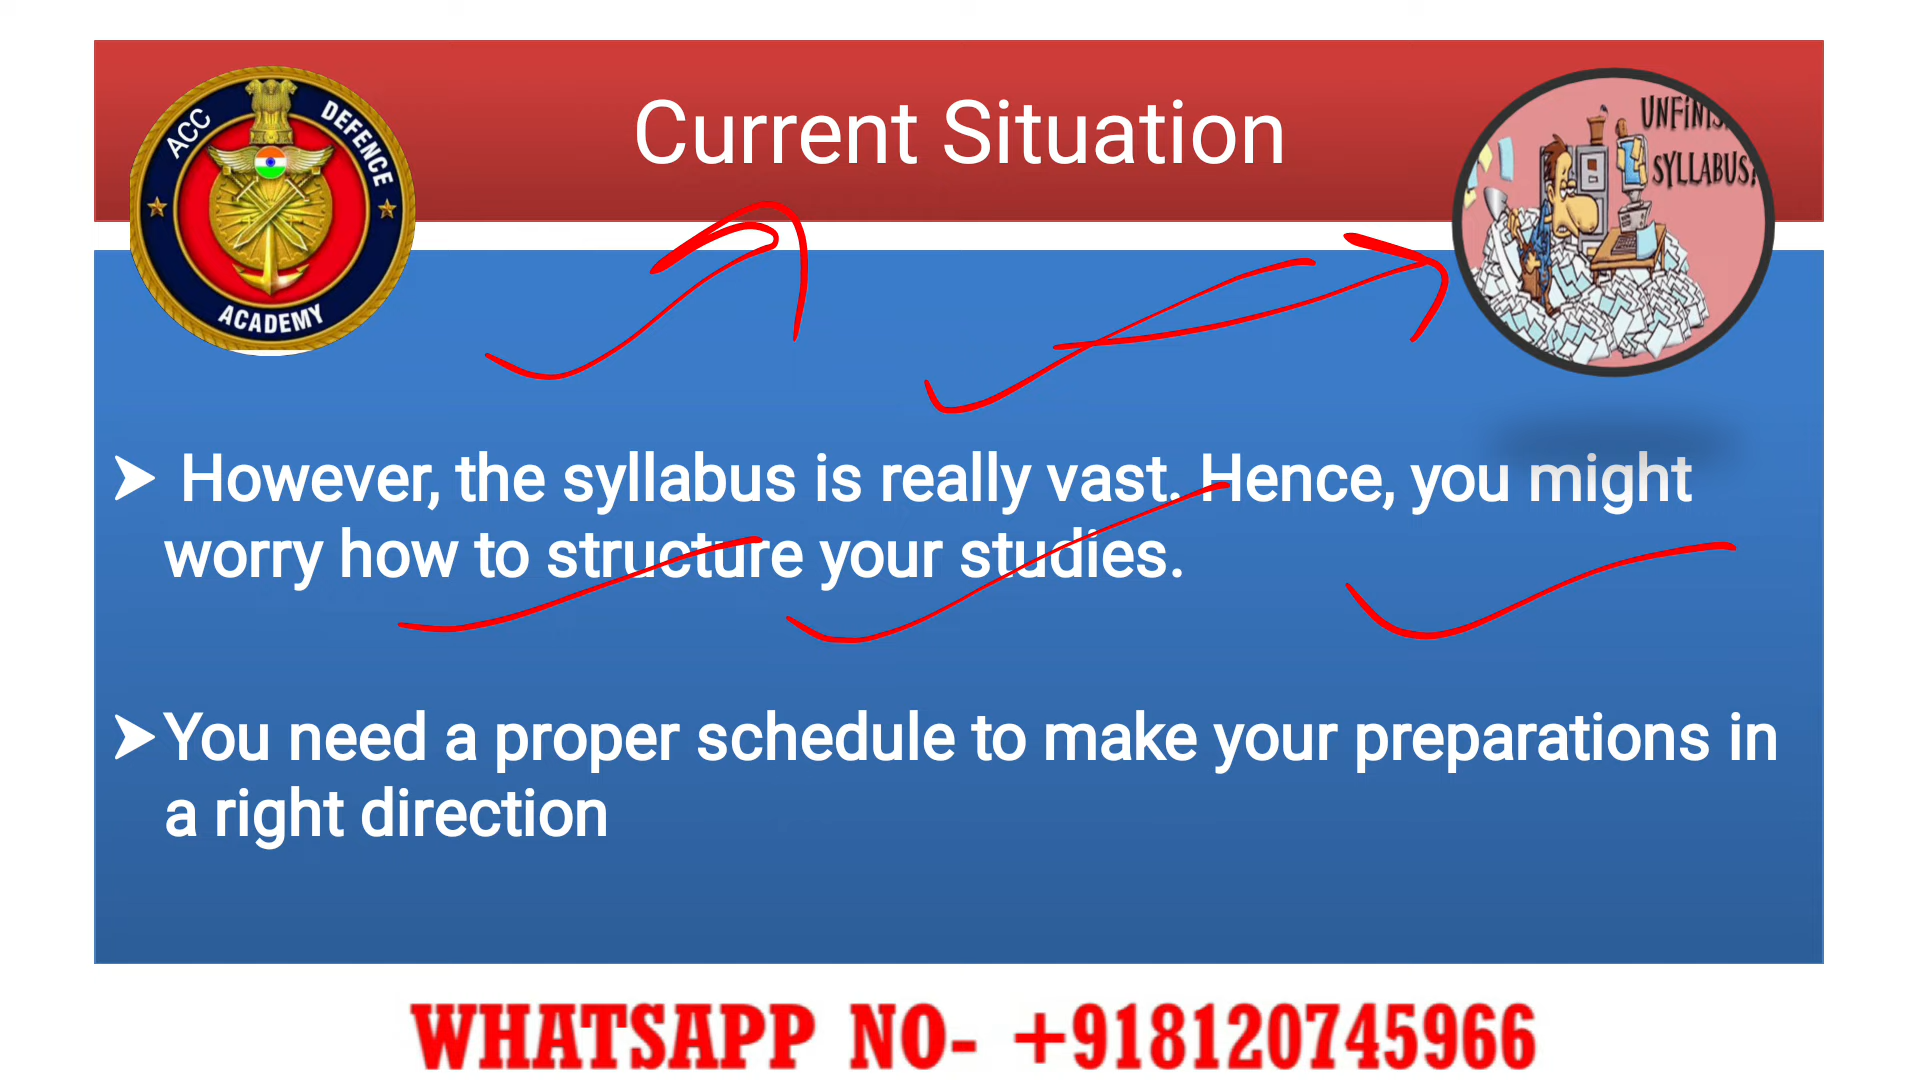 Current Situation
ACC DEFENCE
ACADEMY
SYLLABUS?
➤ However, the syllabus is really vast. Hence, you might
worry how to structure your studies.
➤ You need a proper schedule to make your preparations in
a right direction
WHATSAPP NO- +918120745966